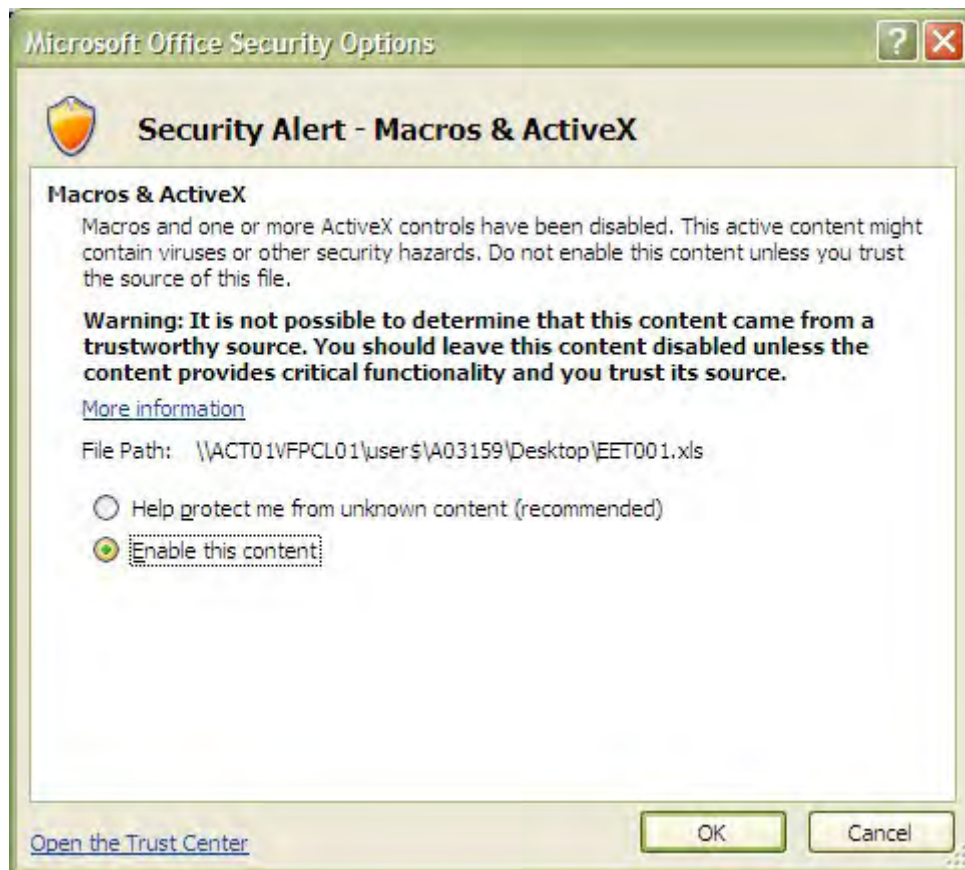 Microsoft Office Security Options
Security Alert - Macros & ActiveX
Macros & ActiveX
Macros and one or more ActiveX controls have been disabled. This active content might
contain viruses or other security hazards. Do not enable this content unless you trust
the source of this file.
Warning: It is not possible to determine that this content came from a
trustworthy source. You should leave this content disabled unless the
content provides critical functionality and you trust its source.
More information
File Path: \\ACT01VFPCL01\user$\A03159\Desktop\EET001.xls
Help protect me from unknown content (recommended)
Enable this content
Open the Trust Center
OK
Cancel